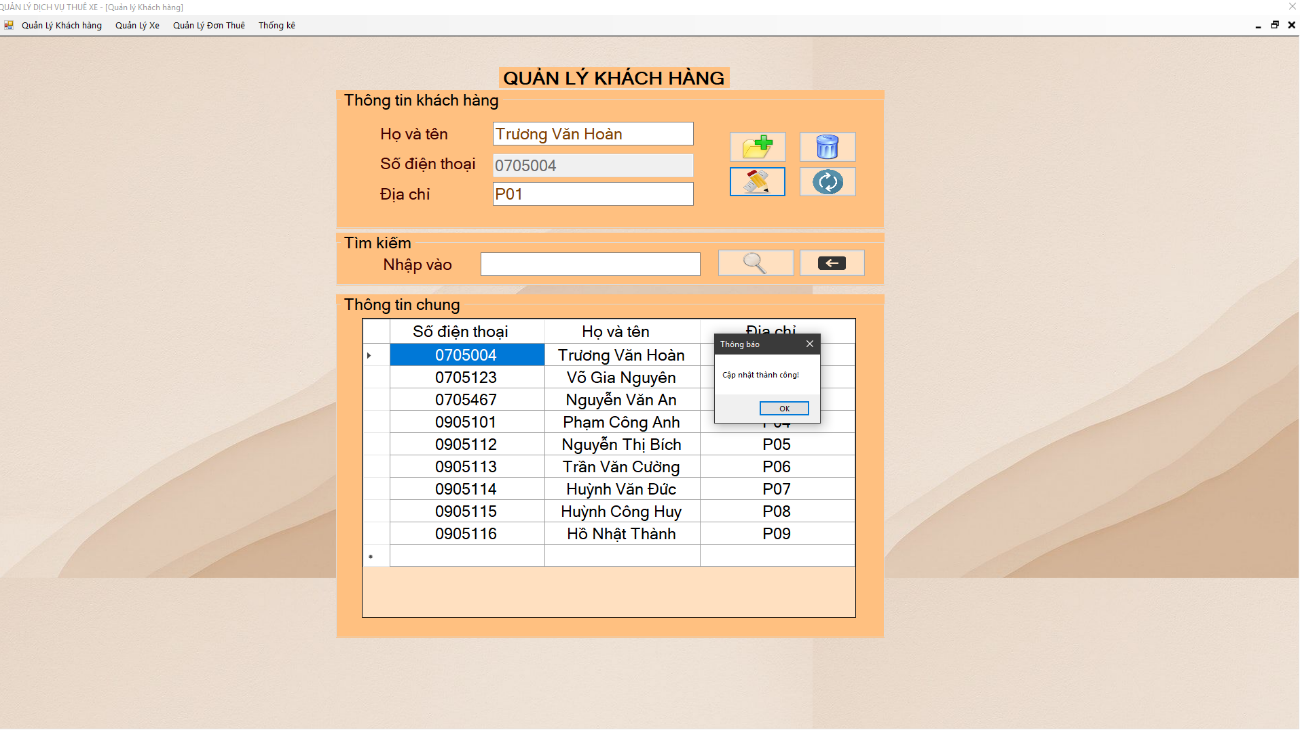 QUẢN LÝ DỊCH VỤ THUÊ XE - [Quản lý Khách hàng]
Quản Lý Khách hàng Quản Lý Xe Quản Lý Đơn Thuê Thống kê
QUẢN LÝ KHÁCH HÀNG
Thông tin khách hàng
Họ và tên Trương Văn Hoàn
Số điện thoại 0705004
Địa chỉ P01
Tìm kiếm
Nhập vào
Thông tin chung
Số điện thoại Họ và tên Địa chỉ
0705004 Trương Văn Hoàn
0705123 Võ Gia Nguyên
0705467 Nguyễn Văn An
0905101 Phạm Công Anh P04
0905112 Nguyễn Thị Bích P05
0905113 Trần Văn Cường P06
0905114 Huỳnh Văn Đức P07
0905115 Huỳnh Công Huy P08
0905116 Hồ Nhật Thành P09
Thông báo
Cập nhật thành công!
OK